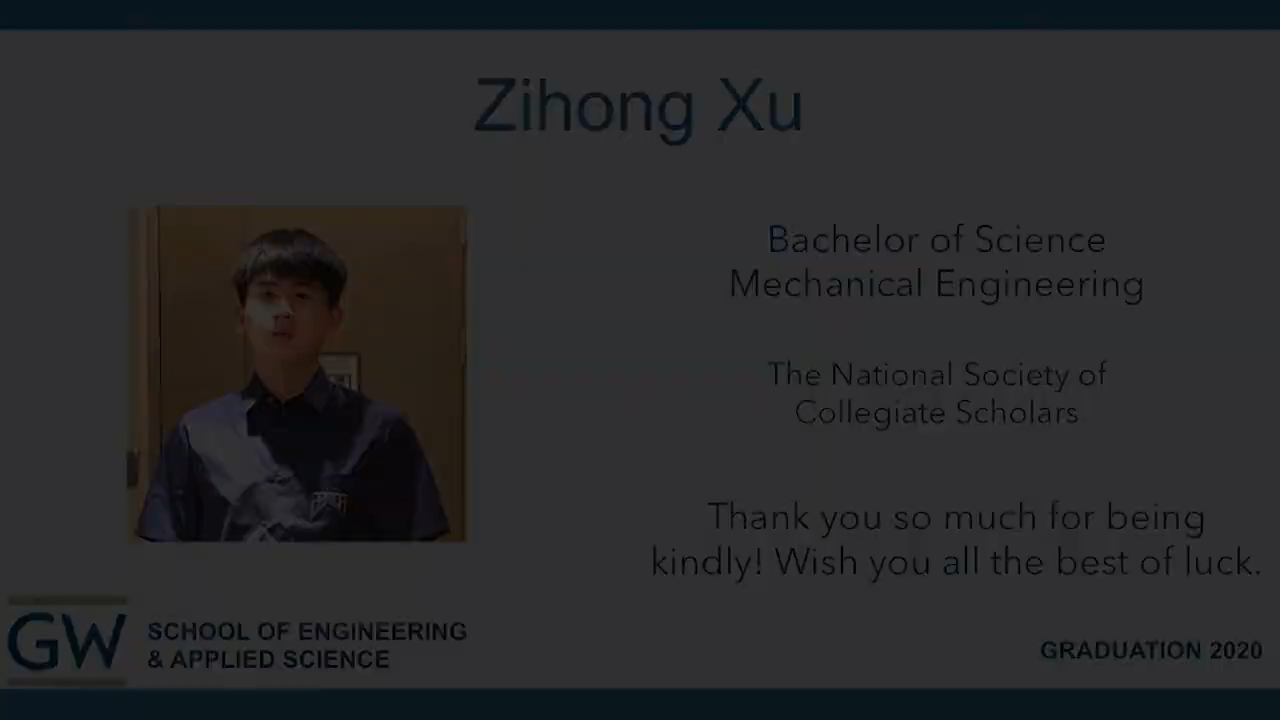 Zihong Xu
Bachelor of Science
Mechanical Engineering
The National Society of
Collegiate Scholars
Thank you so much for being
kindly! Wish you all the best of luck.
GW
SCHOOL OF ENGINEERING
& APPLIED SCIENCE
GRADUATION 2020